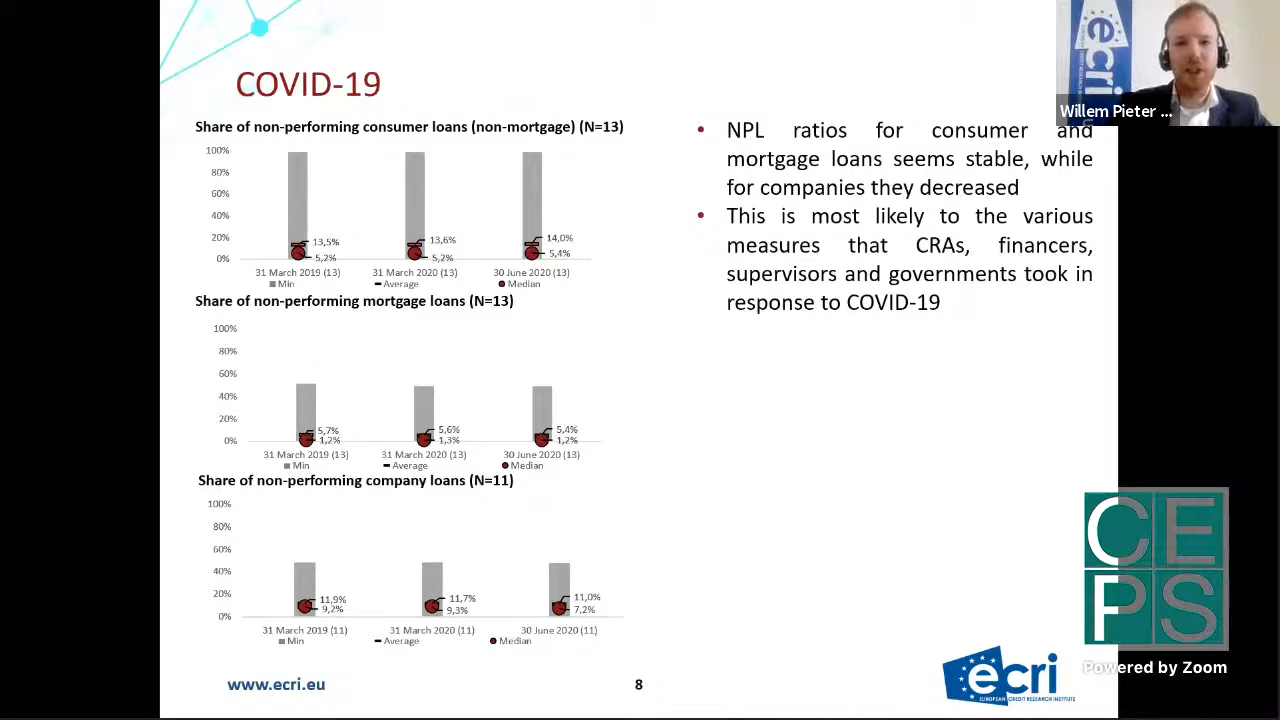 COVID-19
Share of non-performing consumer loans (non-mortgage) (N=13)
100%
80%
60%
40%
20%
0%
13,5%
5,2%
13,6%
5,2%
14,0%
5,4%
31 March 2019 (13)
31 March 2020 (13)
30 June 2020 (13)
Min
Average
Median
Share of non-performing mortgage loans (N=13)
100%
80%
60%
40%
20%
0%
5,7%
1,2%
5,6%
1,3%
5,4%
1,2%
31 March 2019 (13)
31 March 2020 (13)
30 June 2020 (13)
Min
Average
Median
Share of non-performing company loans (N=11)
100%
80%
60%
40%
20%
0%
11,9%
9,2%
11,7%
9,3%
11,0%
7,2%
31 March 2019 (11)
31 March 2020 (11)
30 June 2020 (11)
Min
Average
Median
• NPL ratios for consumer and
mortgage loans seems stable, while
for companies they decreased
• This is most likely to the various
measures that CRAs, financers,
supervisors and governments took in
response to COVID-19
ecri
Willem Pieter ...
CE
PS
Powered by Zoom
www.ecri.eu
8
ecri
EUROPEAN CREDIT RESEARCH INSTITUTE